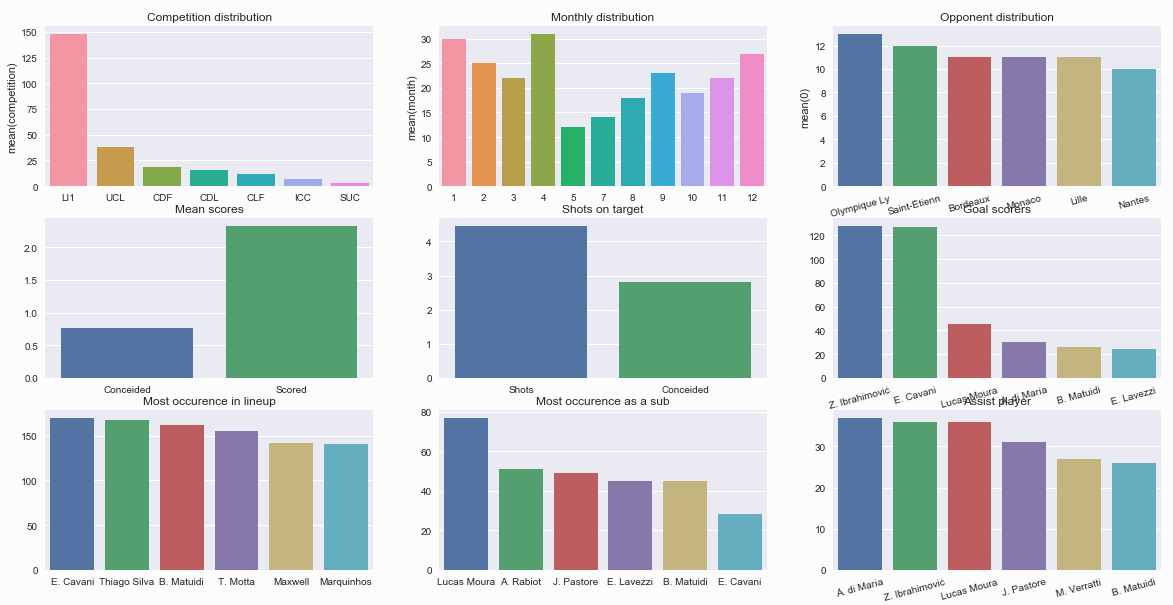 Competition distribution
mean(competition)
150
125
100
75
50
25
0
LI1 UCL CDF CDL CLF ICC SUC
Monthly distribution
mean(month)
30
25
20
15
10
5
0
1 2 3 4 5 7 8 9 10 11 12
Opponent distribution
mean(0)
12
10
8
6
4
2
0
Olympique Ly Saint-Etienn Bordeaux Monaco Lille Nantes
Mean scores
2.0
1.5
1.0
0.5
0.0
Conceided Scored
Shots on target
4
3
2
1
0
Shots Conceided
Goal scorers
120
100
80
60
40
20
0
Z. Ibrahimović E. Cavani Lucas Moura A. di María B. Matuidi E. Lavezzi
Most occurence in lineup
150
100
50
0
E. Cavani Thiago Silva B. Matuidi T. Motta Maxwell Marquinhos
Most occurence as a sub
80
60
40
20
0
Lucas Moura A. Rabiot J. Pastore E. Lavezzi B. Matuidi E. Cavani
Assist player
30
20
10
0
A. di María Z. Ibrahimović Lucas Moura J. Pastore M. Verratti B. Matuidi